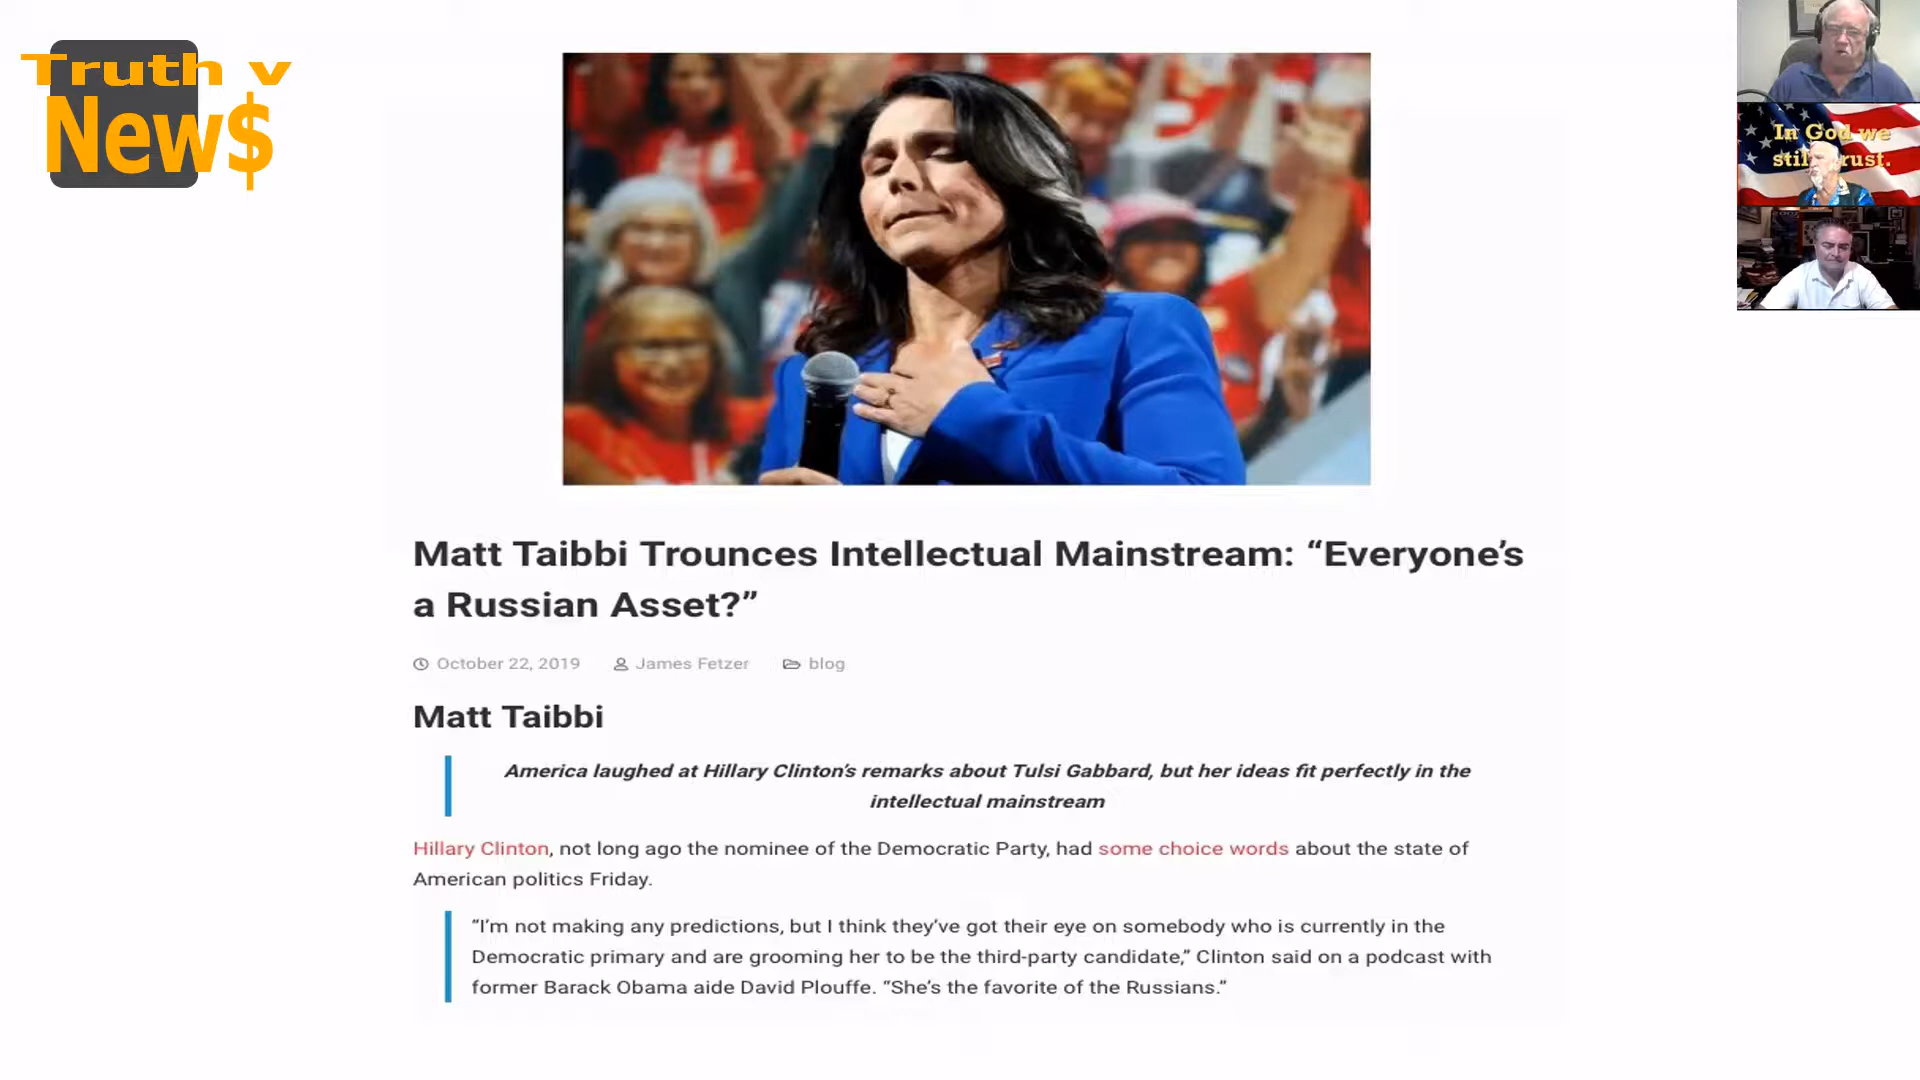 Truth v
New$
In God we
still trust.
Matt Taibbi Trounces Intellectual Mainstream: “Everyone’s
a Russian Asset?”
October 22, 2019 James Fetzer blog
Matt Taibbi
America laughed at Hillary Clinton’s remarks about Tulsi Gabbard, but her ideas fit perfectly in the
intellectual mainstream
Hillary Clinton, not long ago the nominee of the Democratic Party, had some choice words about the state of
American politics Friday.
“I’m not making any predictions, but I think they’ve got their eye on somebody who is currently in the
Democratic primary and are grooming her to be the third-party candidate,” Clinton said on a podcast with
former Barack Obama aide David Plouffe. “She’s the favorite of the Russians.”